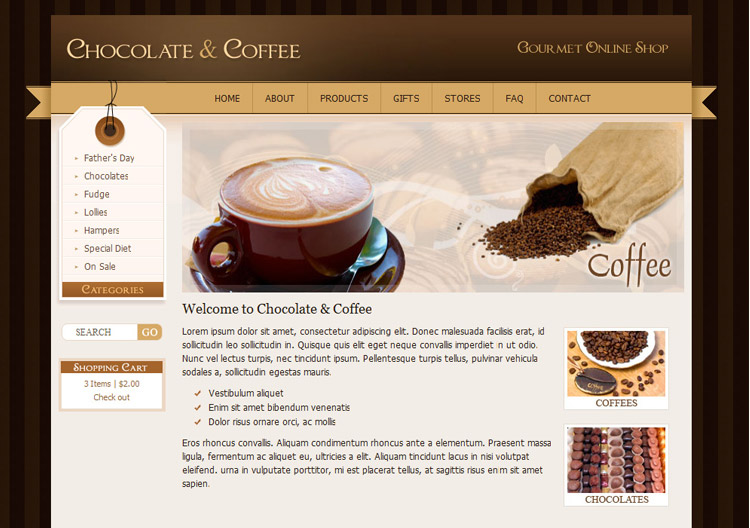 Chocolate & Coffee
Gourmet Online Shop
HOME ABOUT PRODUCTS GIFTS STORES FAQ CONTACT
Father's Day
Chocolates
Fudge
Lollies
Hampers
Special Diet
On Sale
Categories
SEARCH GO
Shopping Cart
3 Items | $2.00
Check out
Coffee
Welcome to Chocolate & Coffee
Lorem ipsum dolor sit amet, consectetur adipiscing elit. Donec malesuada facilisis erat, id
sollicitudin leo sollicitudin in. Quisque quis elit eget neque convallis imperdiet in ut odio.
Nunc vel lectus turpis, nec tincidunt ipsum. Pellentesque turpis tellus, pulvinar vehicula
sodales a, sollicitudin egestas mauris.
Vestibulum aliquet
Enim sit amet bibendum venenatis
Dolor risus ornare orci, ac mollis
Eros rhoncus convallis. Aliquam condimentum rhoncus ante a elementum. Praesent massa
ligula, fermentum ac aliquet eu, ultricies a elit. Aliquam tincidunt lacus in nisi volutpat
eleifend. urna in vulputate porttitor, mi est placerat tellus, at sagittis risus enim sit amet
sapien.
COFFEES
CHOCOLATES